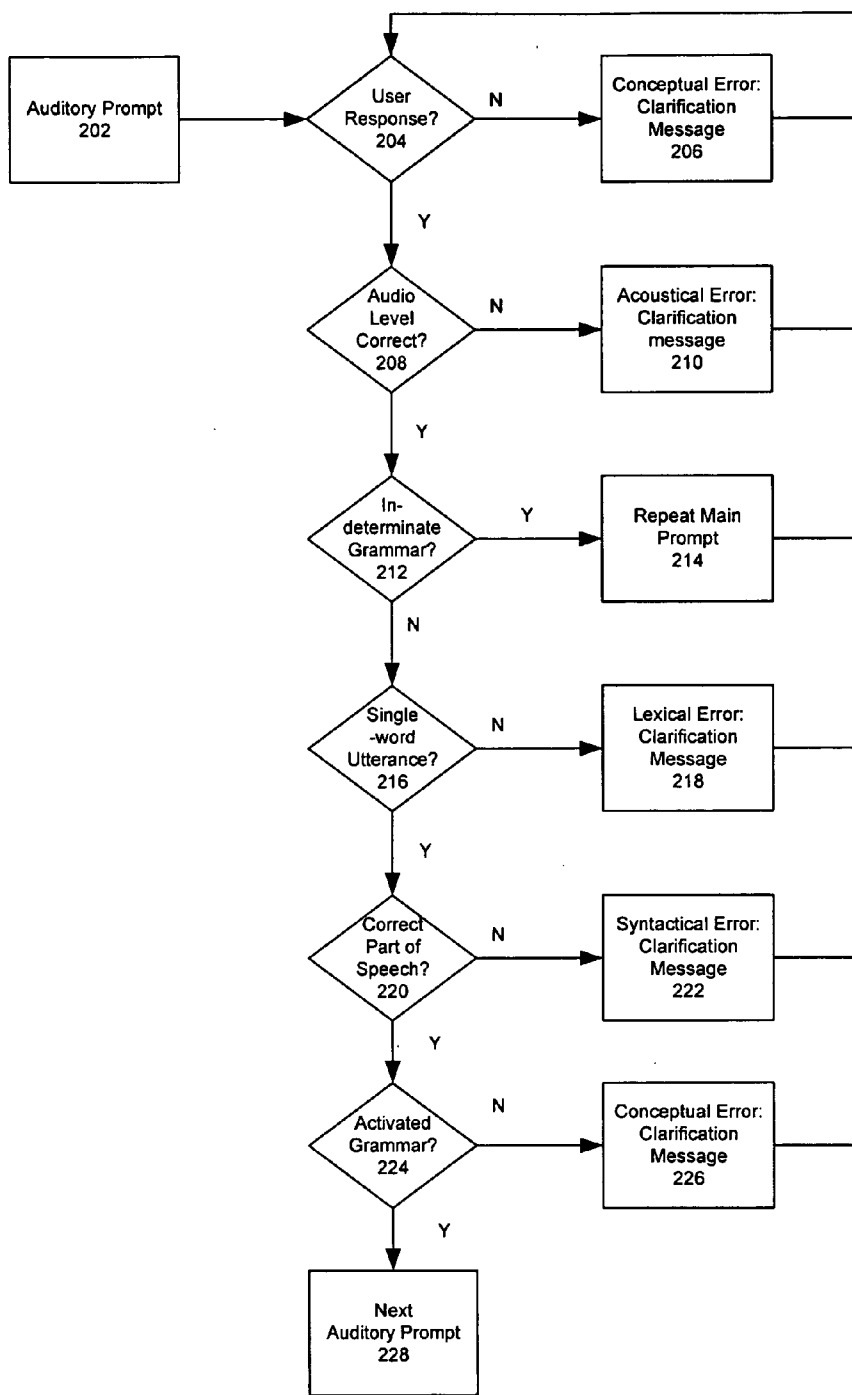 Auditory Prompt
202
User
Response?
204
N
Conceptual Error:
Clarification
Message
206
Y
Audio
Level
Correct?
208
N
Acoustical Error:
Clarification
message
210
Y
In-
determinate
Grammar?
212
Y
Repeat Main
Prompt
214
N
Single
-word
Utterance?
216
N
Lexical Error:
Clarification
Message
218
Y
Correct
Part of
Speech?
220
N
Syntactical Error:
Clarification
Message
222
Y
Activated
Grammar?
224
N
Conceptual Error:
Clarification
Message
226
Y
Next
Auditory Prompt
228